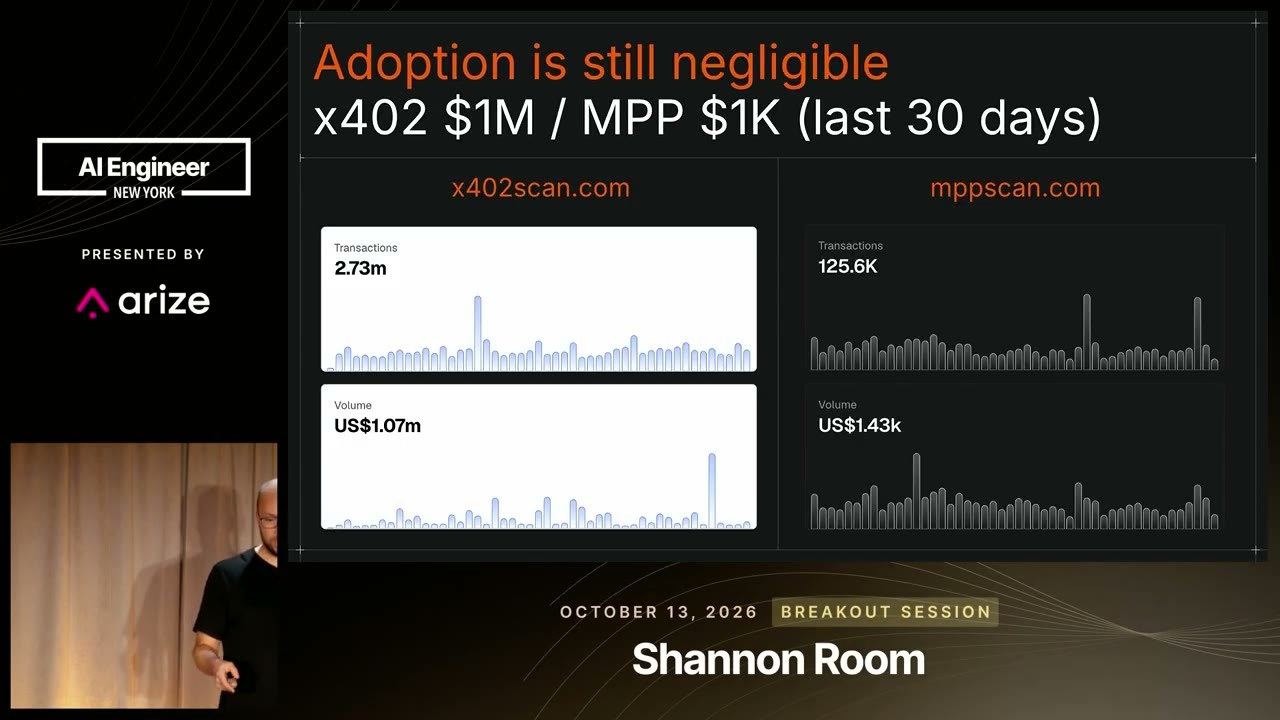 Adoption is still negligible
x402 $1M / MPP $1K (last 30 days)
AI Engineer
NEW YORK
PRESENTED BY
arize
x402scan.com
Transactions
2.73m
Volume
US$1.07m
mppscan.com
Transactions
125.6K
Volume
US$1.43k
OCTOBER 13, 2026 BREAKOUT SESSION
Shannon Room